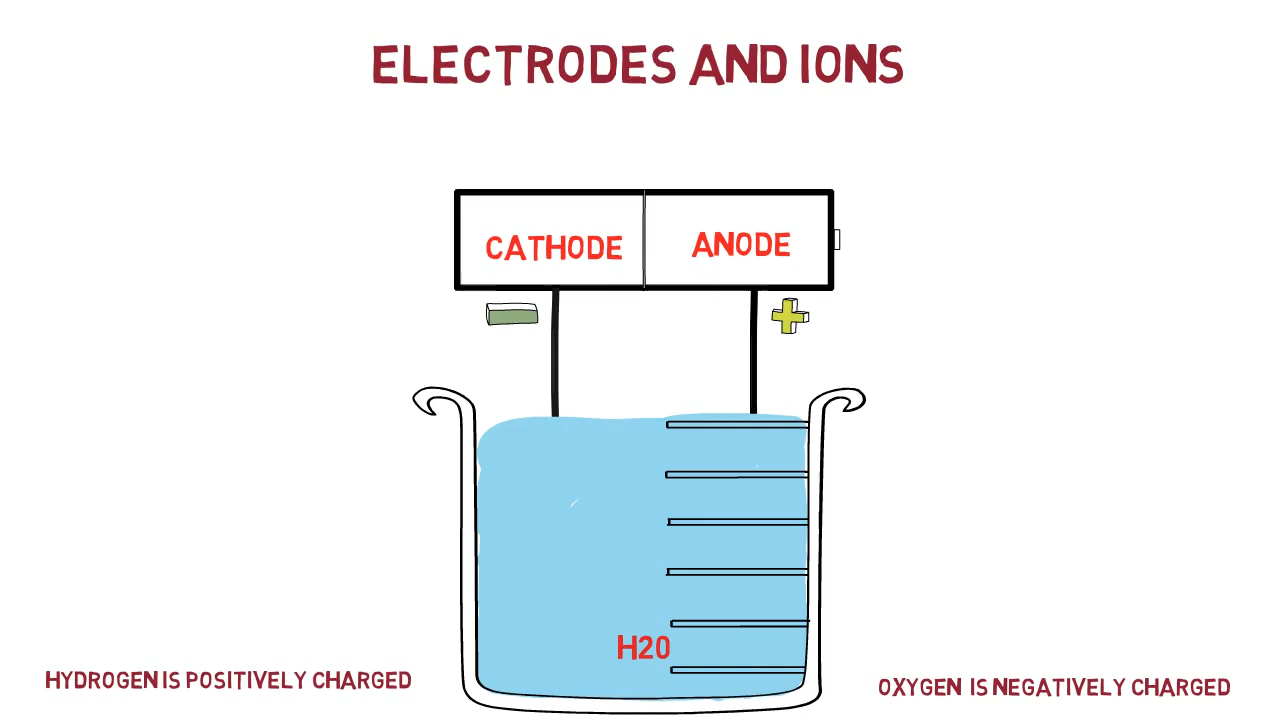 ELECTRODES AND IONS
CATHODE
ANODE
H20
HYDROGEN IS POSITIVELY CHARGED
OXYGEN IS NEGATIVELY CHARGED